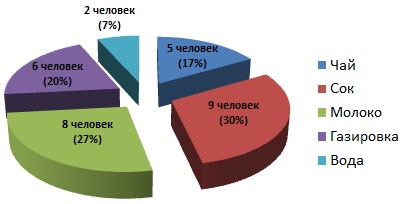 2 человек
(7%)
5 человек
(17%)
6 человек
(20%)
9 человек
(30%)
8 человек
(27%)
Чай
Сок
Молоко
Газировка
Вода